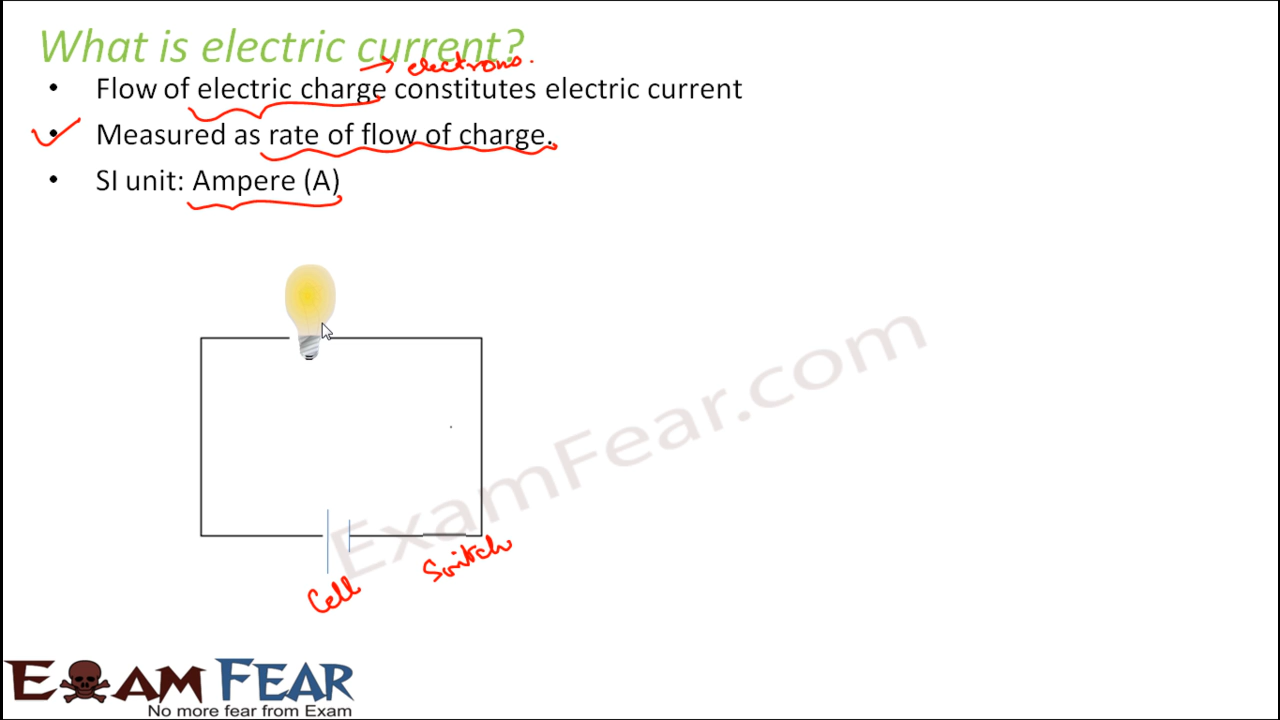 What is electric current?
→ electrons.
• Flow of electric charge constitutes electric current
• Measured as rate of flow of charge.
• SI unit: Ampere (A)
ExamFear.com
Cell
Switch
EXAM FEAR
No more fear from Exam